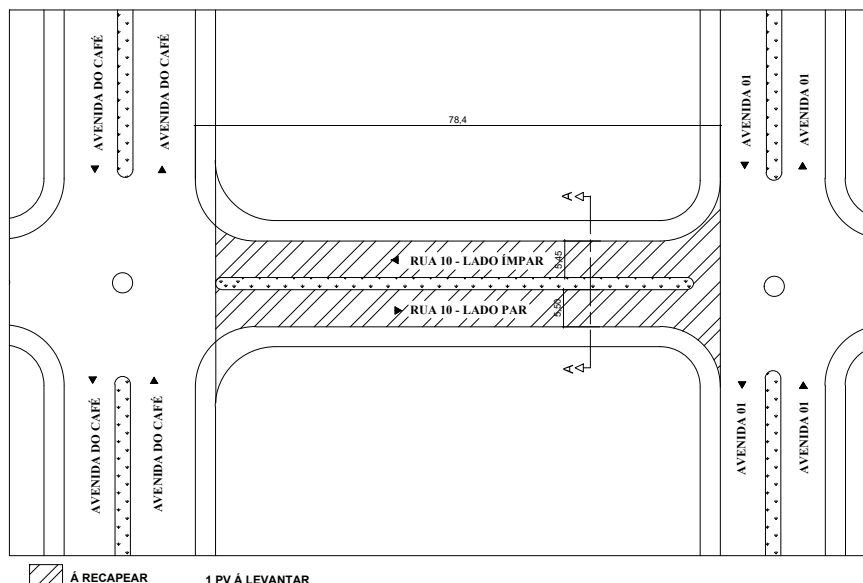 AVENIDA DO CAFÉ
AVENIDA DO CAFÉ
AVENIDA 01
AVENIDA 01
78,4
A
RUA 10 - LADO ÍMPAR
5,45
RUA 10 - LADO PAR
5,50
A
AVENIDA DO CAFÉ
AVENIDA DO CAFÉ
AVENIDA 01
AVENIDA 01
Á RECAPEAR
1 PV Á LEVANTAR